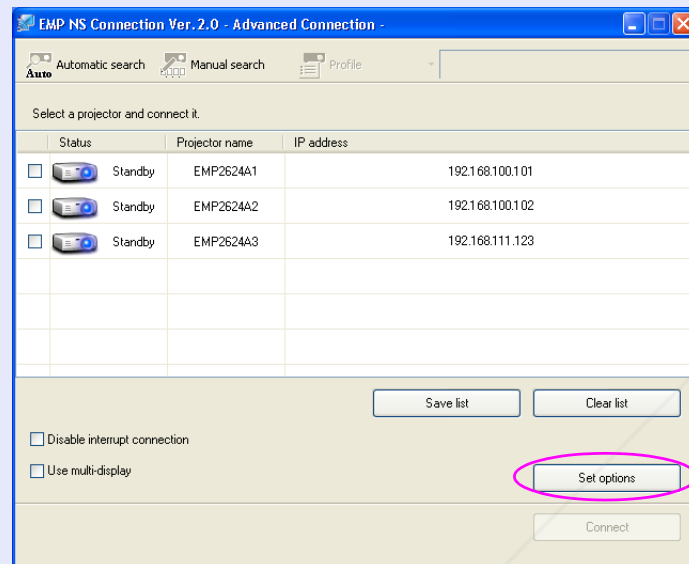 EMP NS Connection Ver.2.0 - Advanced Connection -
Auto Automatic search Manual search Profile
Select a projector and connect it.
Status Projector name IP address
Standby EMP2624A1 192.168.100.101
Standby EMP2624A2 192.168.100.102
Standby EMP2624A3 192.168.111.123
Save list Clear list
Disable interrupt connection
Use multi-display
Set options
Connect